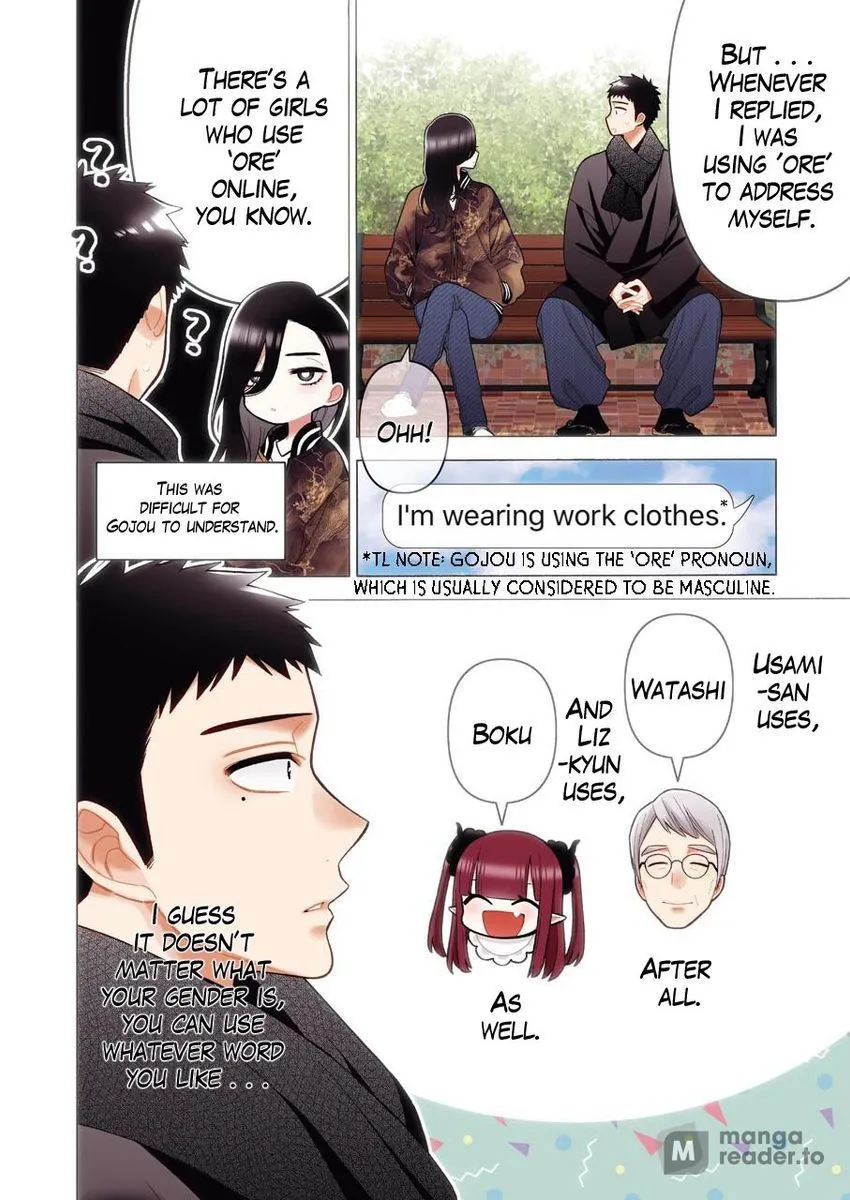 BUT . . .
WHENEVER
I REPLIED,
I WAS
USING 'ORE'
TO ADDRESS
MYSELF.
OHH!
I'm wearing work clothes.*
*TL NOTE: GOJOU IS USING THE 'ORE' PRONOUN,
WHICH IS USUALLY CONSIDERED TO BE MASCULINE.
THERE'S A
LOT OF GIRLS
WHO USE
'ORE'
ONLINE,
YOU KNOW.
?
?
?
THIS WAS
DIFFICULT FOR
GOJOU TO UNDERSTAND.
USAMI
-SAN
USES,
WATASHI
AFTER
ALL.
AND
LIZ
-KYUN
USES,
BOKU
AS
WELL.
I GUESS
IT DOESN'T
MATTER WHAT
YOUR GENDER IS,
YOU CAN USE
WHATEVER WORD
YOU LIKE . . .
M manga
reader.to